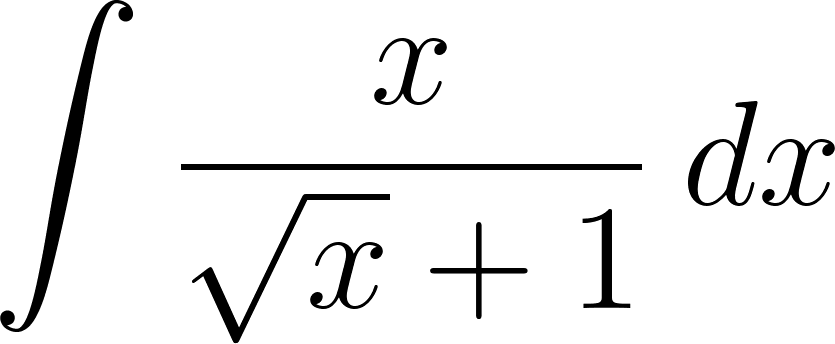 ∫ x / (√x + 1) dx